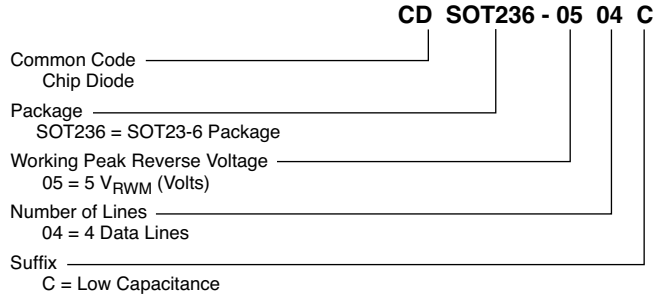 CD SOT236 - 05 04 C
Common Code
Chip Diode
Package
SOT236 = SOT23-6 Package
Working Peak Reverse Voltage
05 = 5 VRWM (Volts)
Number of Lines
04 = 4 Data Lines
Suffix
C = Low Capacitance